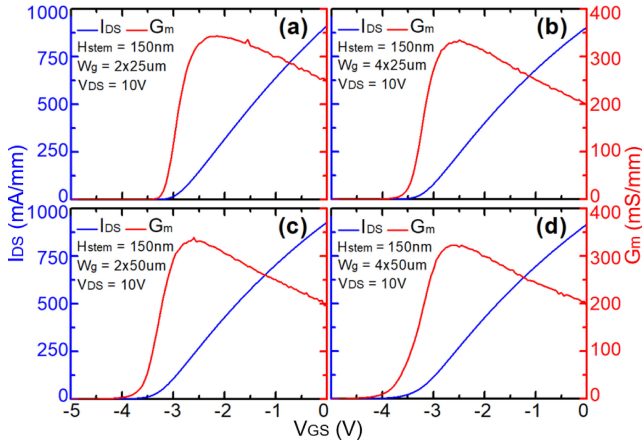 1000
IDS Gm (a)
Hstem = 150nm
Wg = 2x25um
VDS = 10V
750
500
250
0
IDS Gm (b)
Hstem = 150nm
Wg = 4x25um
VDS = 10V
400
300
200
100
0
1000
IDS Gm (c)
Hstem = 150nm
Wg = 2x50um
VDS = 10V
750
500
250
0
IDS Gm (d)
Hstem = 150nm
Wg = 4x50um
VDS = 10V
400
300
200
100
0
-5 -4 -3 -2 -1 0 -4 -3 -2 -1 0
IDS (mA/mm)
Gm (mS/mm)
VGS (V)